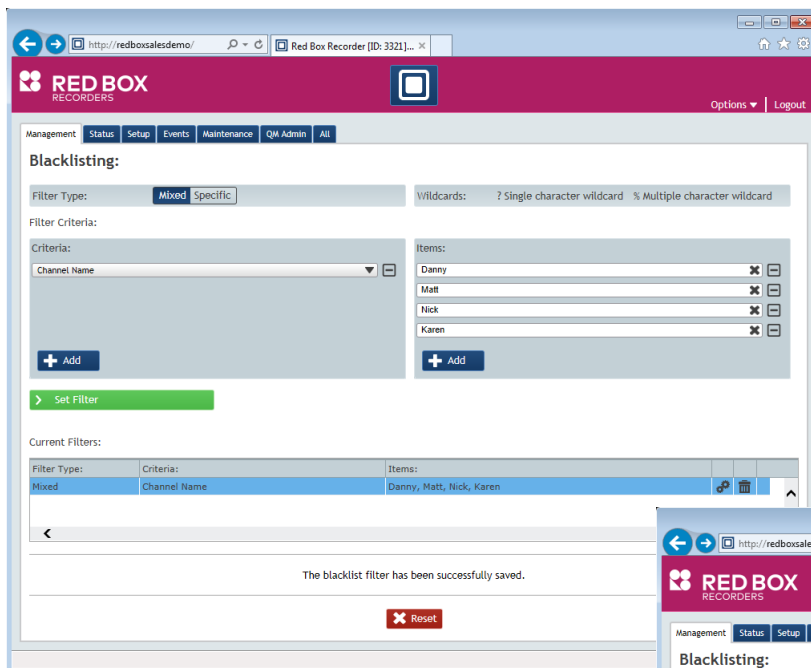 http://redboxsalesdemo/
Red Box Recorder [ID: 3321]...
RED BOX
RECORDERS
Options
Logout
Management Status Setup Events Maintenance QM Admin All
Blacklisting:
Filter Type: Mixed Specific
Wildcards: ? Single character wildcard % Multiple character wildcard
Filter Criteria:
Criteria:
Items:
Channel Name
Danny
Matt
Nick
Karen
Add
Add
Set Filter
Current Filters:
Filter Type: Criteria: Items:
Mixed Channel Name Danny, Matt, Nick, Karen
The blacklist filter has been successfully saved.
Reset
http://redboxsale
RED BOX
RECORDERS
Management Status Setup
Blacklisting: